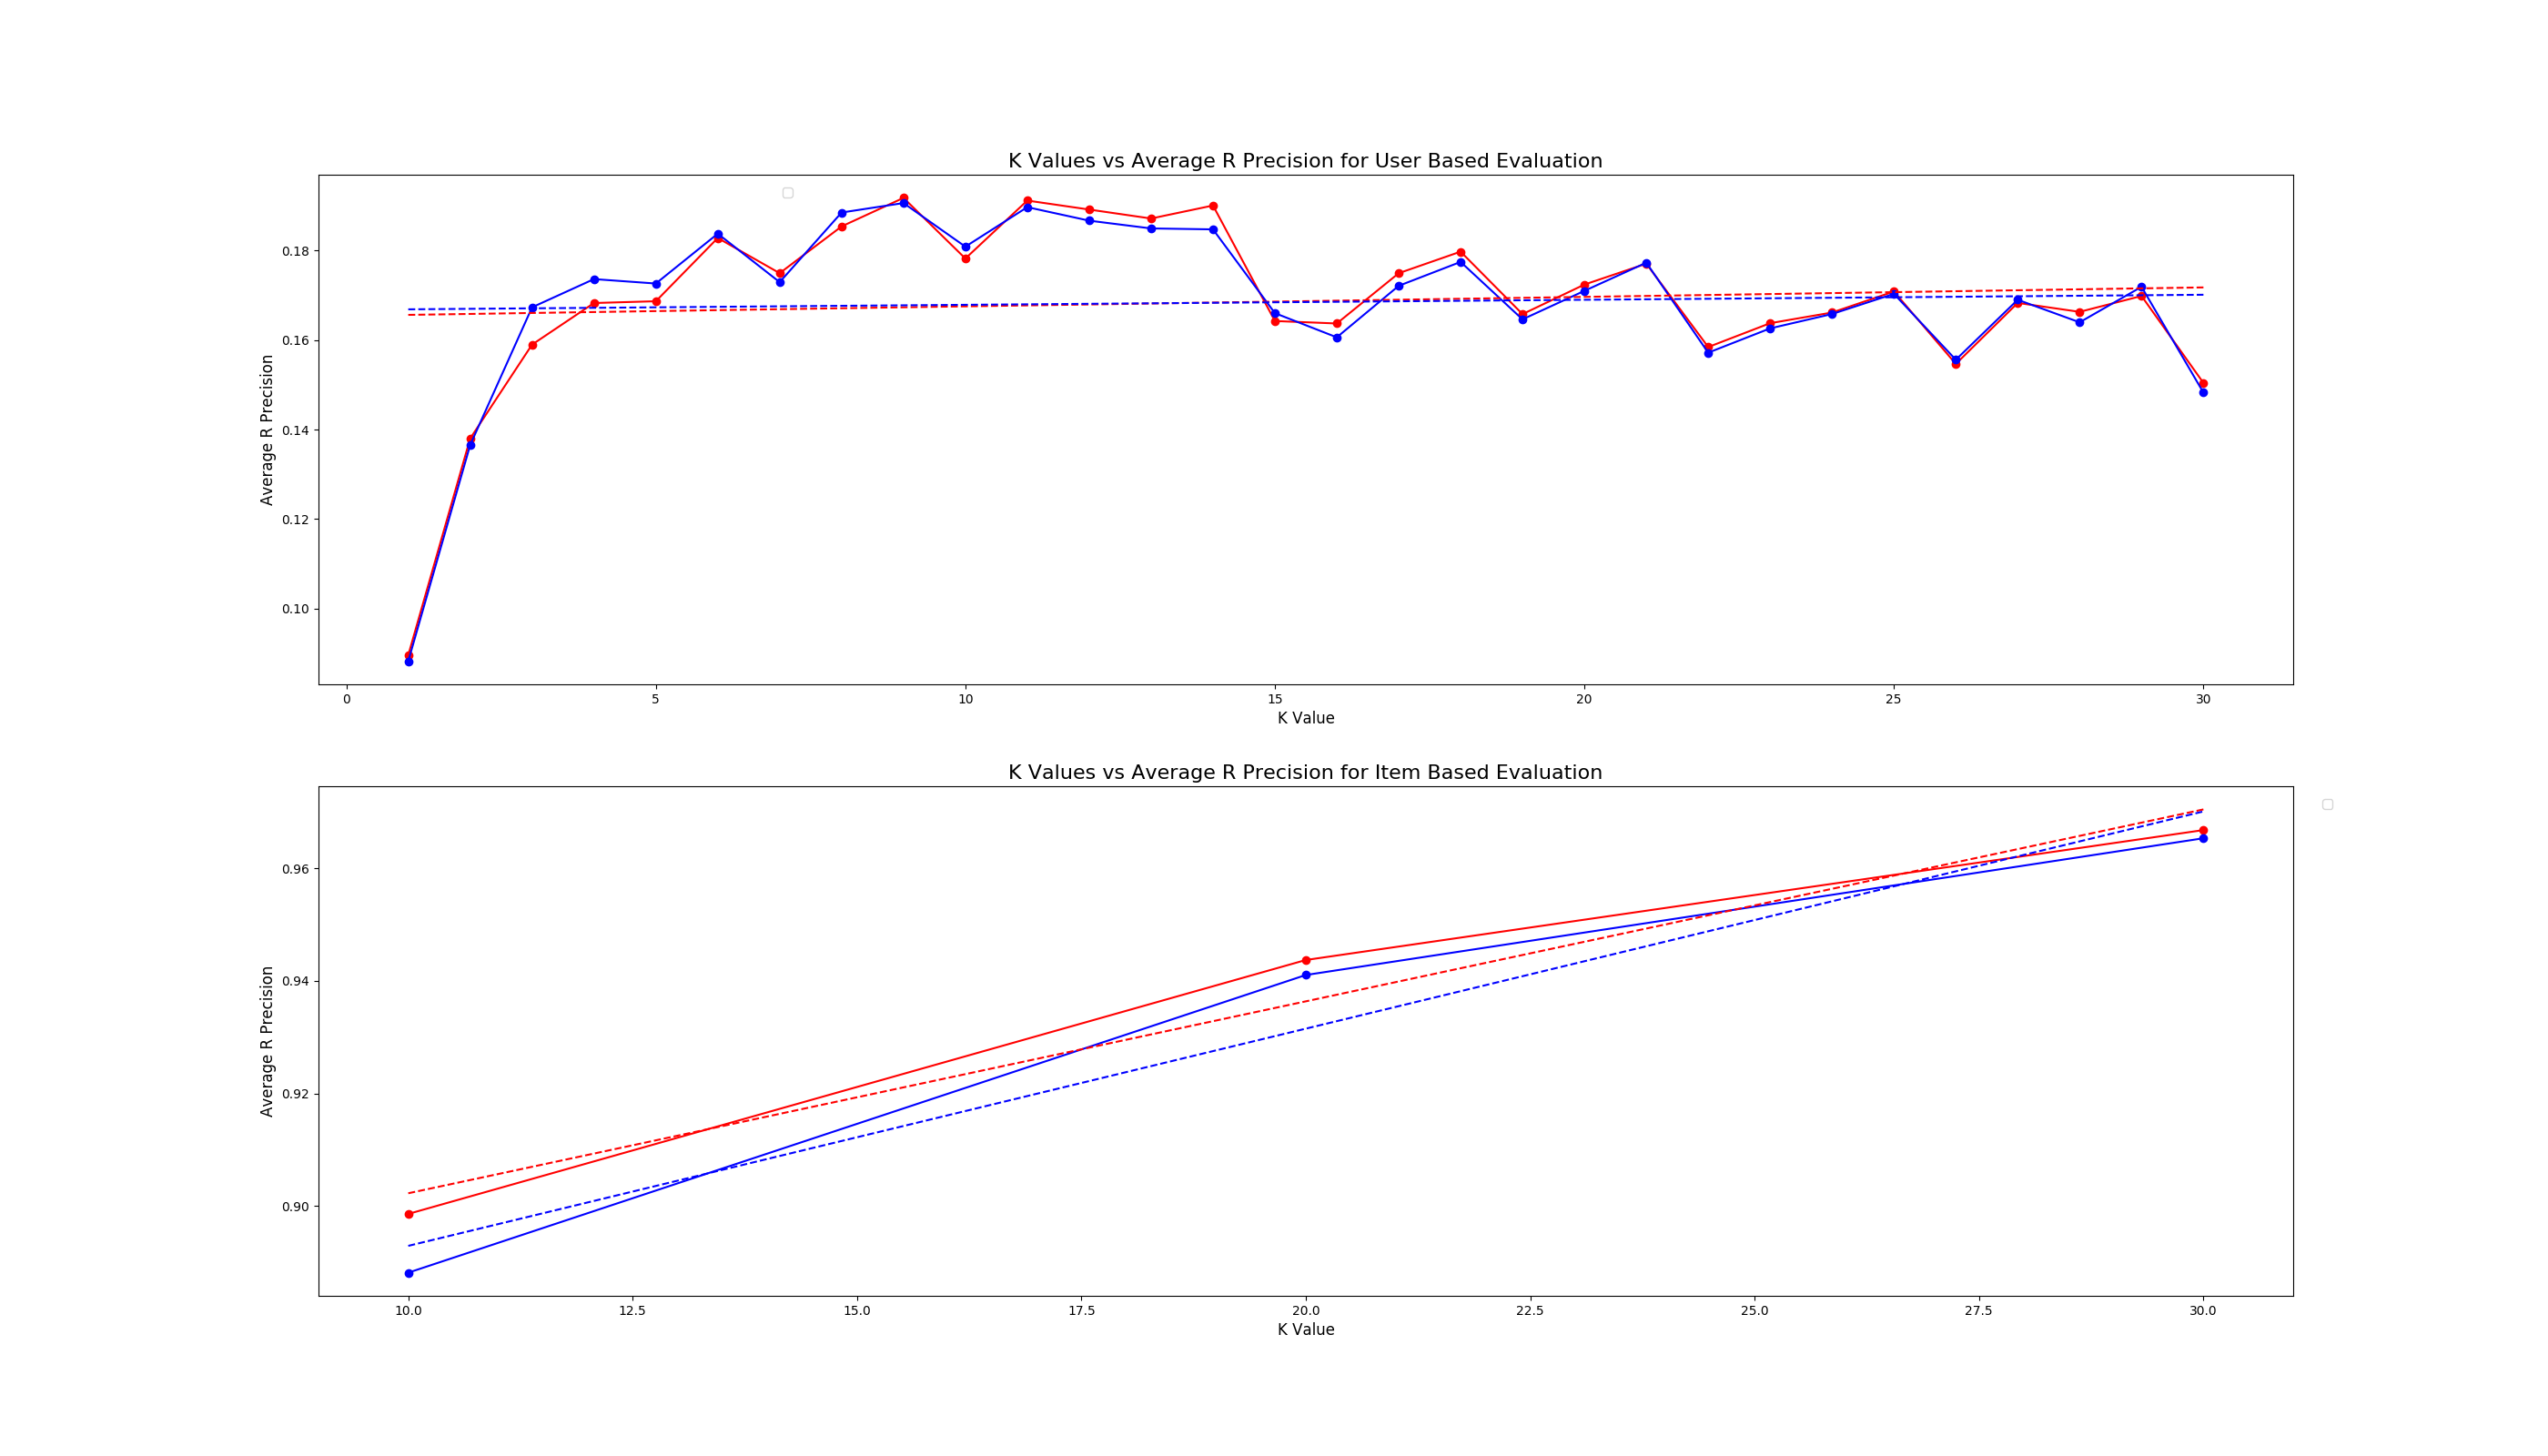 K Values vs Average R Precision for User Based Evaluation
Average R Precision
0.18
0.16
0.14
0.12
0.10
0 5 10 15 20 25 30
K Value
K Values vs Average R Precision for Item Based Evaluation
Average R Precision
0.96
0.94
0.92
0.90
10.0 12.5 15.0 17.5 20.0 22.5 25.0 27.5 30.0
K Value